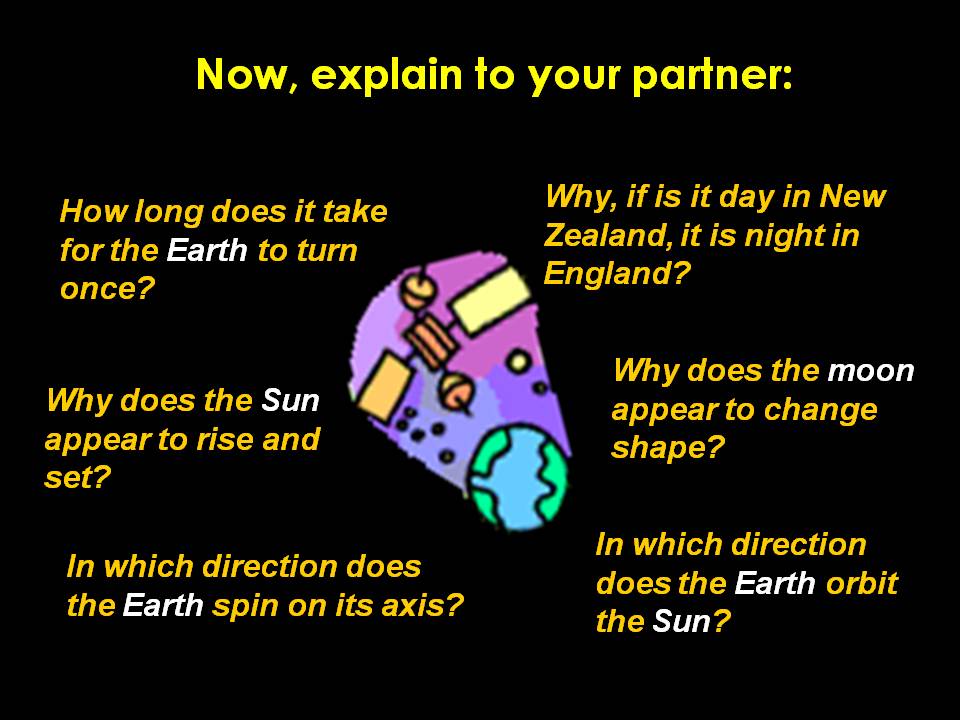 Now, explain to your partner:
How long does it take
for the Earth to turn
once?
Why, if is it day in New
Zealand, it is night in
England?
Why does the Sun
appear to rise and
set?
Why does the moon
appear to change
shape?
In which direction does
the Earth spin on its axis?
In which direction
does the Earth orbit
the Sun?